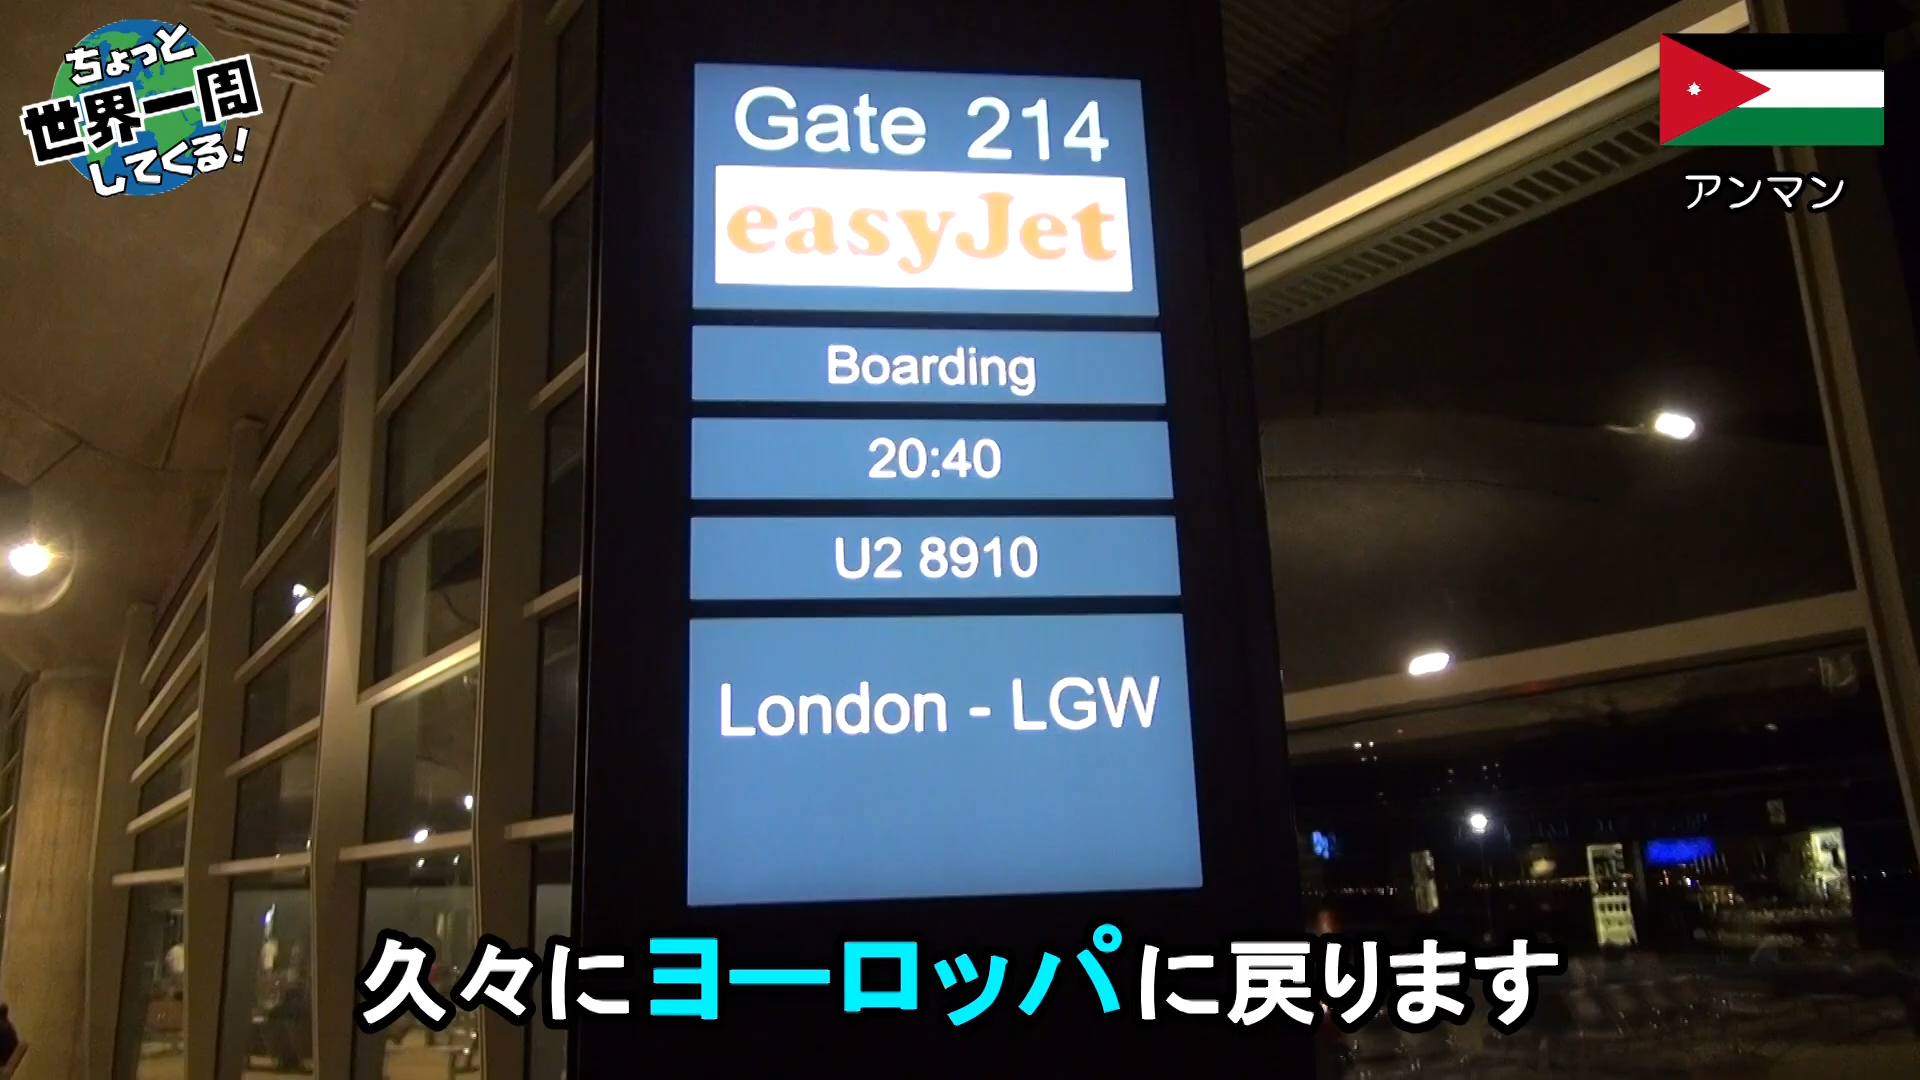 ちょっと
世界一周
してくる!
アンマン
Gate 214
easyJet
Boarding
20:40
U2 8910
London - LGW
久々にヨーロッパに戻ります